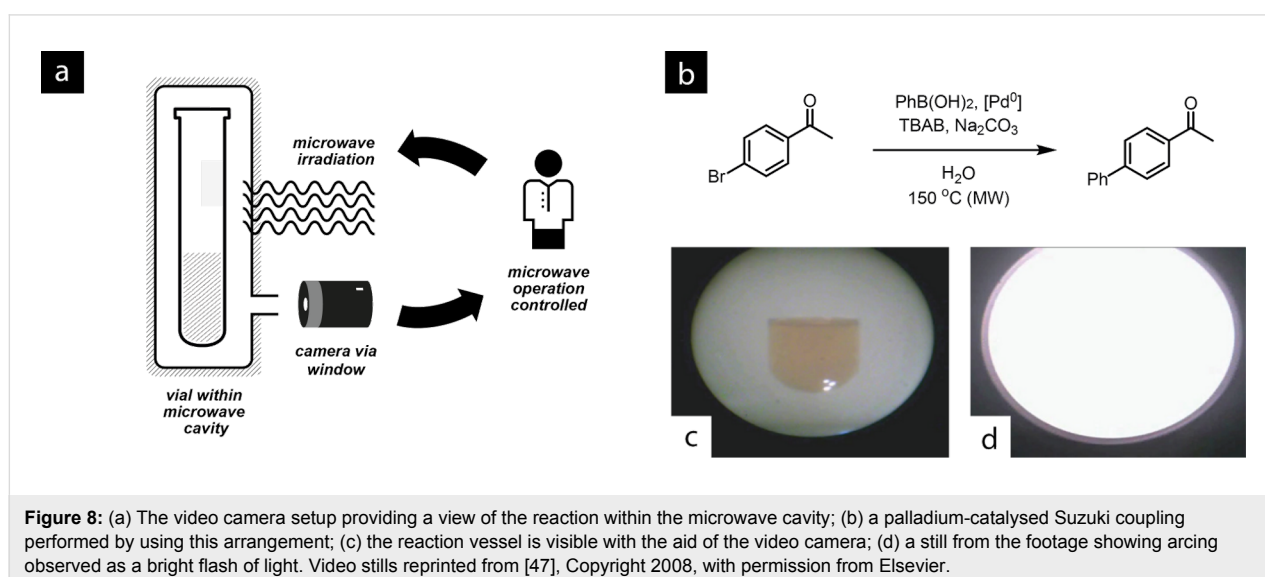 a
microwave
irradiation
microwave
operation
controlled
camera via
window
vial within
microwave
cavity
b
PhB(OH)₂, [Pd⁰]
TBAB, Na₂CO₃
H₂O
150 °C (MW)
Br
O
Ph
O
c
d
Figure 8: (a) The video camera setup providing a view of the reaction within the microwave cavity; (b) a palladium-catalysed Suzuki coupling
performed by using this arrangement; (c) the reaction vessel is visible with the aid of the video camera; (d) a still from the footage showing arcing
observed as a bright flash of light. Video stills reprinted from [47], Copyright 2008, with permission from Elsevier.